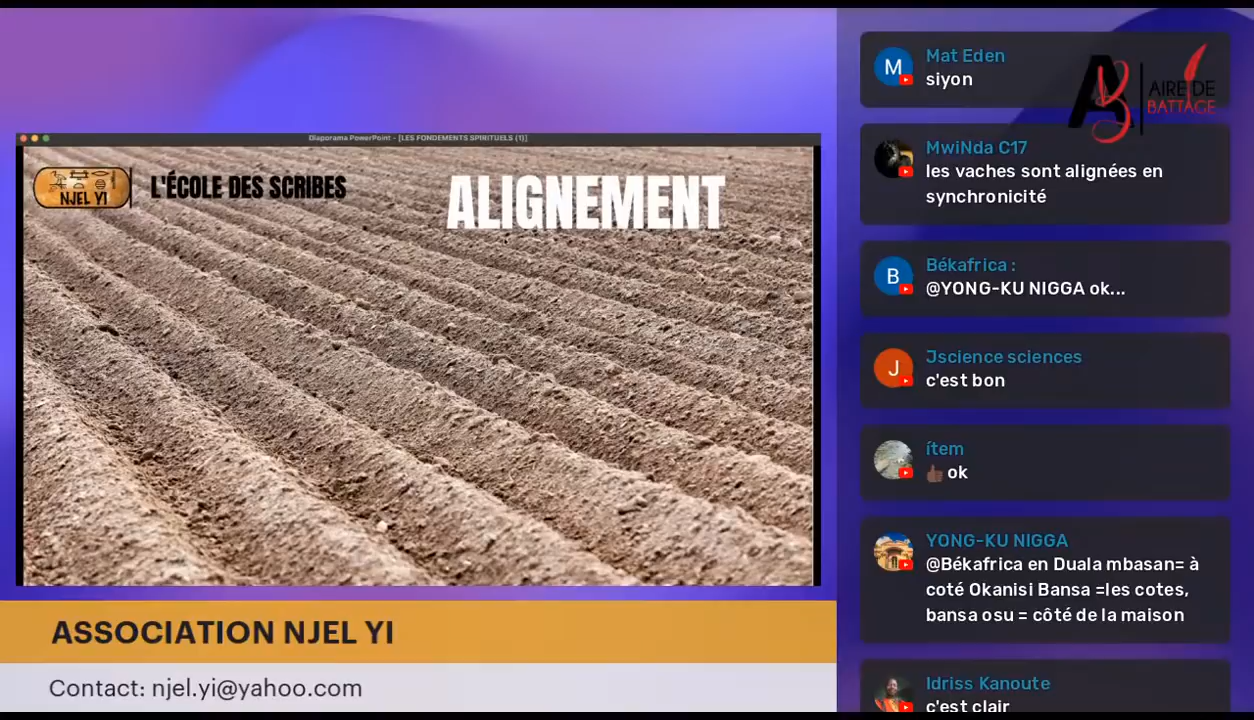 Diaporama PowerPoint - [LES FONDEMENTS SPIRITUELS (1)]
NJEL YI
L'ÉCOLE DES SCRIBES
ALIGNEMENT
ASSOCIATION NJEL YI
Contact: njel.yi@yahoo.com
AB
AIRE DE
BATTAGE
M
Mat Eden
siyon
MwiNda C17
les vaches sont alignées en
synchronicité
B
Békafrica :
@YONG-KU NIGGA ok...
J
Jscience sciences
c'est bon
ítem
👍🏾 ok
YONG-KU NIGGA
@Békafrica en Duala mbasan= à
coté Okanisi Bansa =les cotes,
bansa osu = côté de la maison
Idriss Kanoute
c'est clair